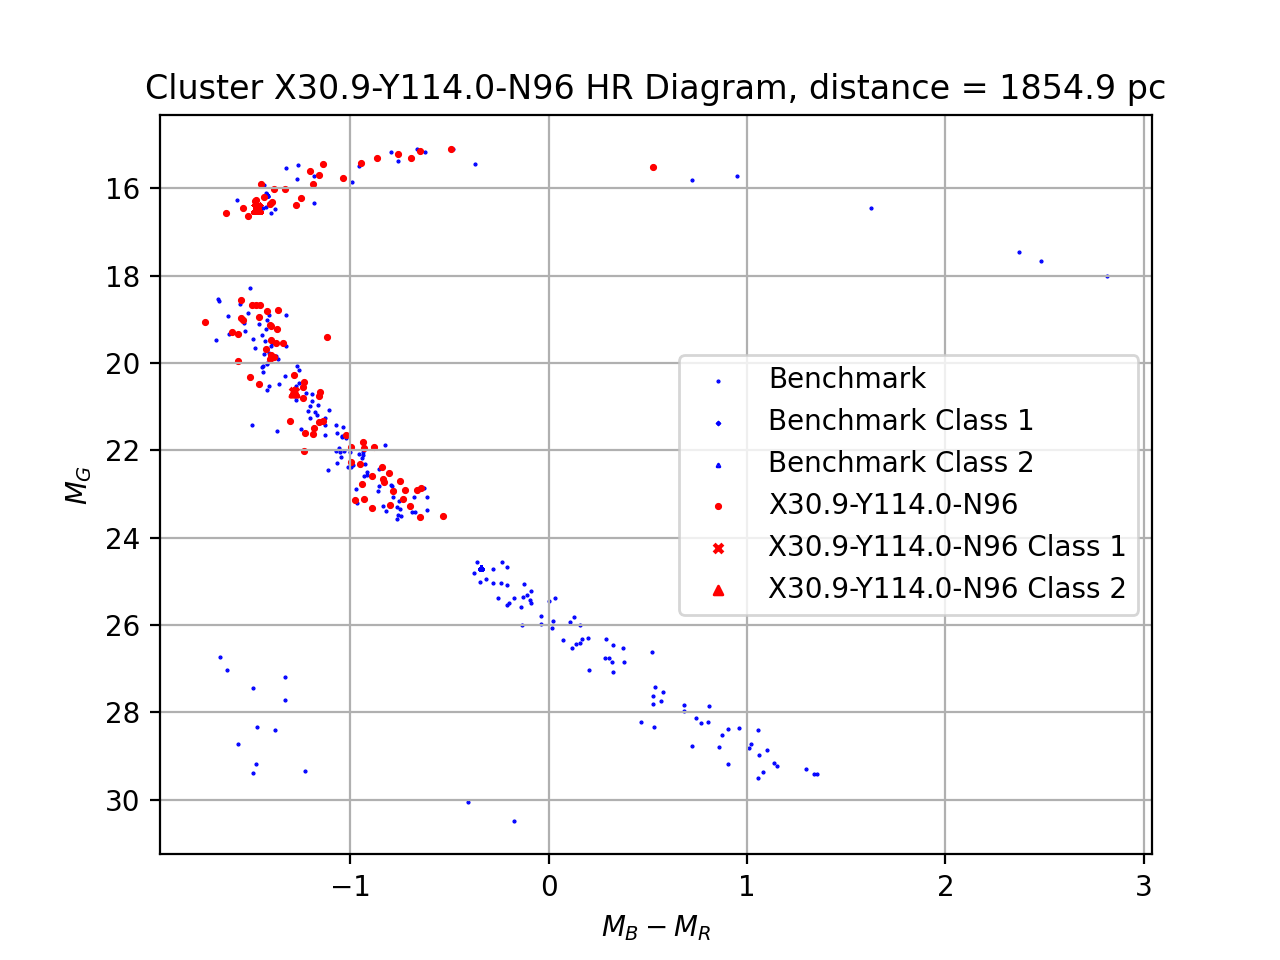 Cluster X30.9-Y114.0-N96 HR Diagram, distance = 1854.9 pc
16
18
20
22
24
26
28
30
M_G
Benchmark
Benchmark Class 1
Benchmark Class 2
X30.9-Y114.0-N96
X30.9-Y114.0-N96 Class 1
X30.9-Y114.0-N96 Class 2
−1 0 1 2 3
M_B − M_R